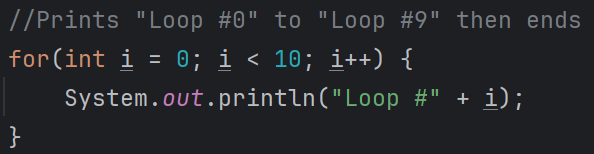 //Prints "Loop #0" to "Loop #9" then ends
for(int i = 0; i < 10; i++) {
    System.out.println("Loop #" + i);
}